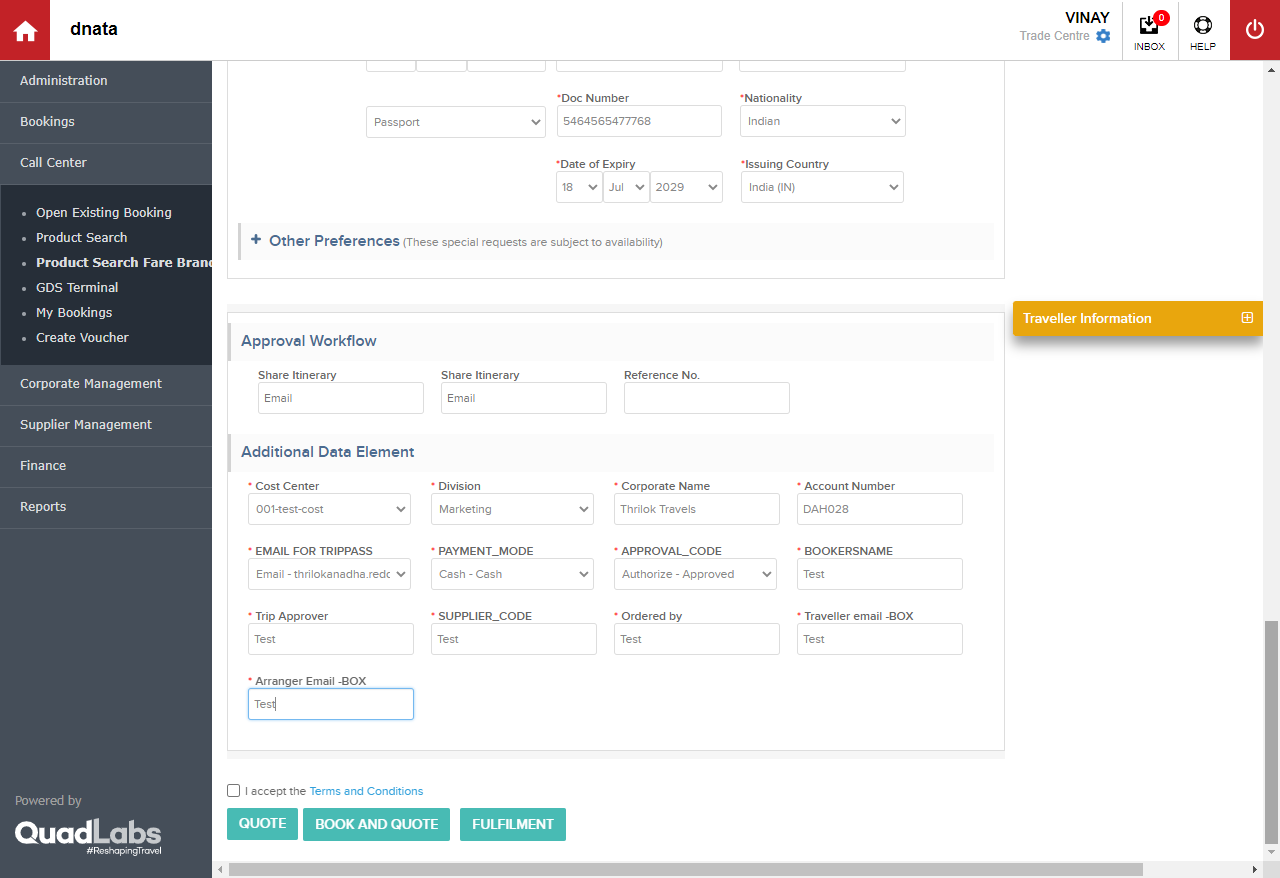 dnata
VINAY
Trade Centre
0
INBOX
HELP
Administration
Bookings
Call Center
Open Existing Booking
Product Search
Product Search Fare Branc
GDS Terminal
My Bookings
Create Voucher
Corporate Management
Supplier Management
Finance
Reports
Powered by
QuadLabs
#ReshapingTravel
*Doc Number *Nationality
Passport 5464565477768 Indian
*Date of Expiry *Issuing Country
18 Jul 2029 India (IN)
+ Other Preferences (These special requests are subject to availability)
Traveller Information
Approval Workflow
Share Itinerary Share Itinerary Reference No.
Email Email
Additional Data Element
* Cost Center * Division * Corporate Name * Account Number
001-test-cost Marketing Thrilok Travels DAH028
* EMAIL FOR TRIPPASS * PAYMENT_MODE * APPROVAL_CODE * BOOKERSNAME
Email - thrilokanadha.redc Cash - Cash Authorize - Approved Test
* Trip Approver * SUPPLIER_CODE * Ordered by * Traveller email -BOX
Test Test Test Test
* Arranger Email -BOX
Test
I accept the Terms and Conditions
QUOTE BOOK AND QUOTE FULFILMENT